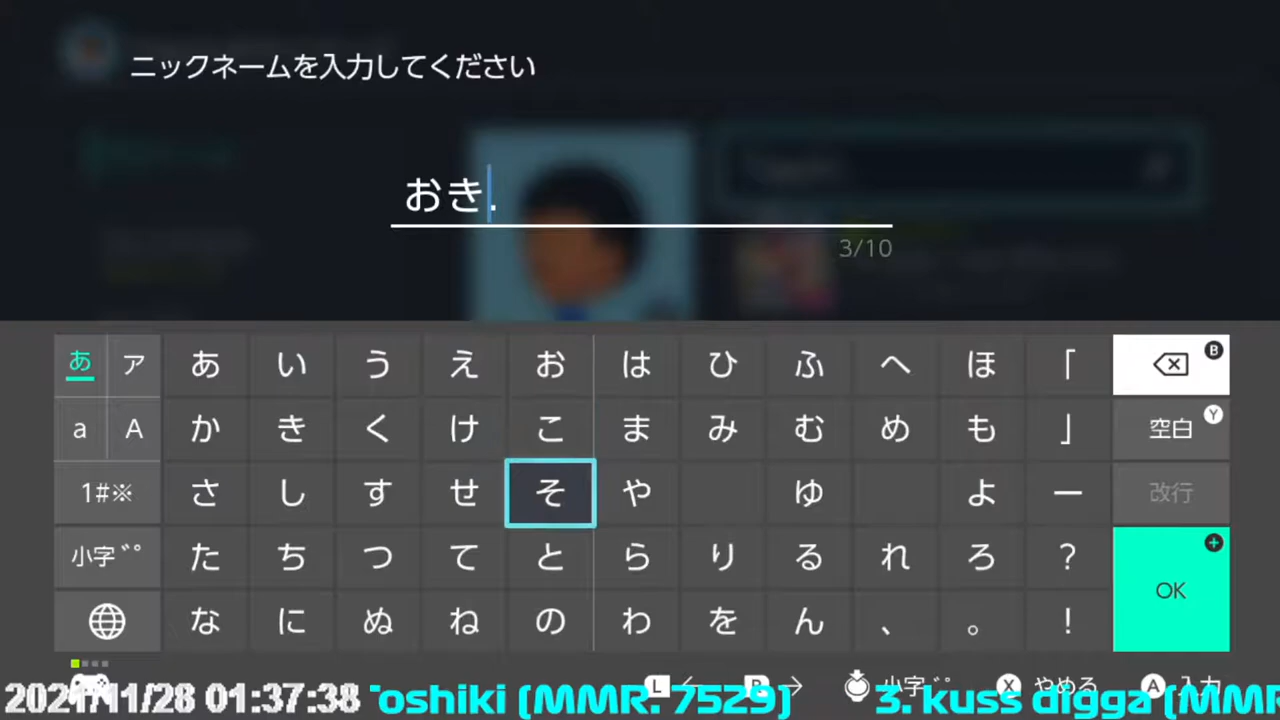 ニックネームを入力してください
おき.
3/10
あ ア あ い う え お は ひ ふ へ ほ 「 B
a A か き く け こ ま み む め も 」 空白 Y
1#※ さ し す せ そ や ゆ よ ー 改行
小字゛゜ た ち つ て と ら り る れ ろ ? OK +
な に ぬ ね の わ を ん 、 。 !
L ← R → 小字゛゜ X やめる A 入力
2021/11/28 01:37:38 oshiki (MMR. 7529) 3. kuss digga (MMR